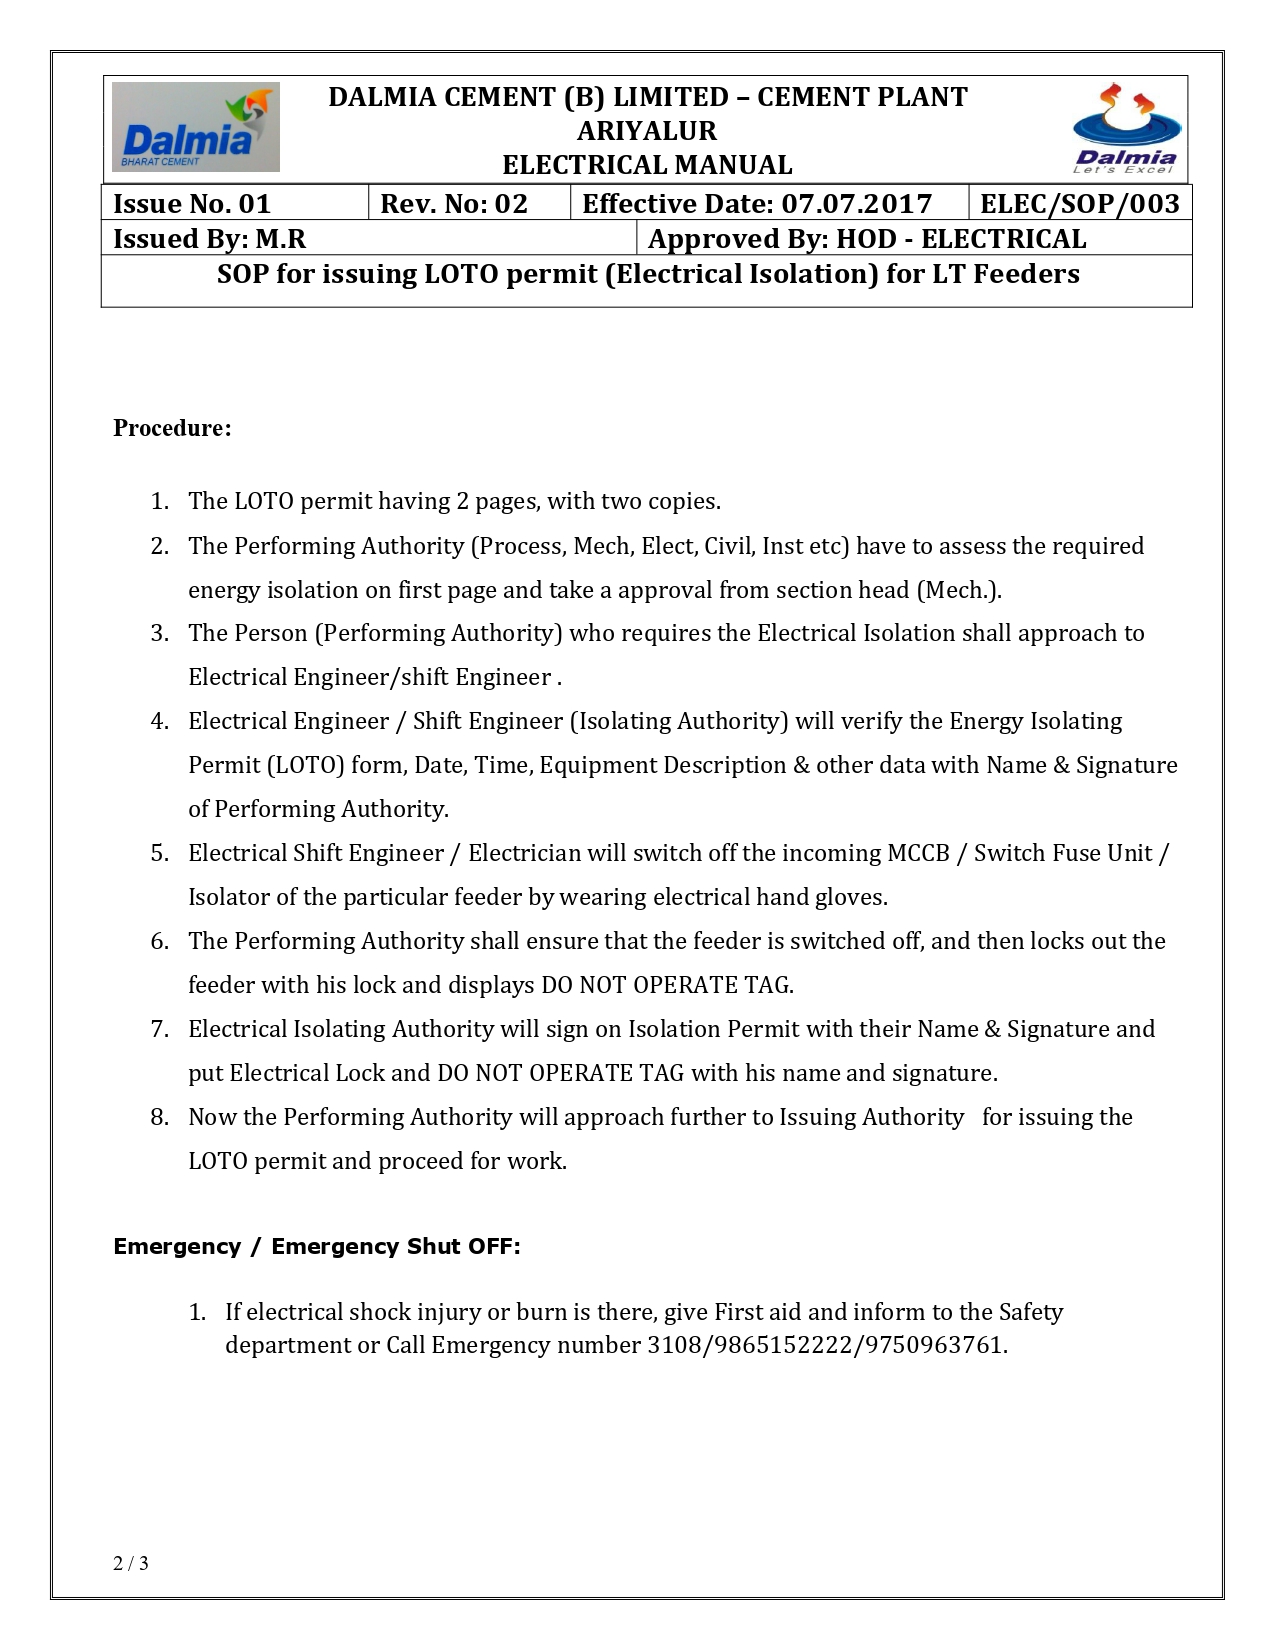 Dalmia
BHARAT CEMENT
DALMIA CEMENT (B) LIMITED – CEMENT PLANT
ARIYALUR
ELECTRICAL MANUAL
Dalmia
Let's Excel
Issue No. 01 Rev. No: 02 Effective Date: 07.07.2017 ELEC/SOP/003
Issued By: M.R Approved By: HOD - ELECTRICAL
SOP for issuing LOTO permit (Electrical Isolation) for LT Feeders
Procedure:
1. The LOTO permit having 2 pages, with two copies.
2. The Performing Authority (Process, Mech, Elect, Civil, Inst etc) have to assess the required
energy isolation on first page and take a approval from section head (Mech.).
3. The Person (Performing Authority) who requires the Electrical Isolation shall approach to
Electrical Engineer/shift Engineer .
4. Electrical Engineer / Shift Engineer (Isolating Authority) will verify the Energy Isolating
Permit (LOTO) form, Date, Time, Equipment Description & other data with Name & Signature
of Performing Authority.
5. Electrical Shift Engineer / Electrician will switch off the incoming MCCB / Switch Fuse Unit /
Isolator of the particular feeder by wearing electrical hand gloves.
6. The Performing Authority shall ensure that the feeder is switched off, and then locks out the
feeder with his lock and displays DO NOT OPERATE TAG.
7. Electrical Isolating Authority will sign on Isolation Permit with their Name & Signature and
put Electrical Lock and DO NOT OPERATE TAG with his name and signature.
8. Now the Performing Authority will approach further to Issuing Authority for issuing the
LOTO permit and proceed for work.
Emergency / Emergency Shut OFF:
1. If electrical shock injury or burn is there, give First aid and inform to the Safety
department or Call Emergency number 3108/9865152222/9750963761.
2 / 3